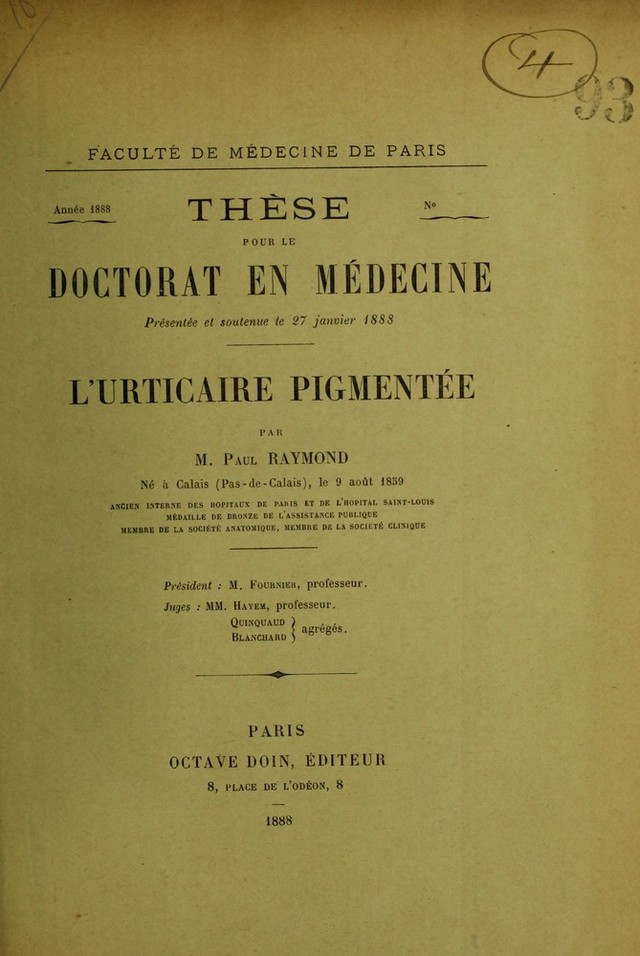 4
93
FACULTÉ DE MÉDECINE DE PARIS
Année 1888 THÈSE No
POUR LE
DOCTORAT EN MÉDECINE
Présentée et soutenue le 27 janvier 1888
L'URTICAIRE PIGMENTÉE
PAR
M. PAUL RAYMOND
Né à Calais (Pas-de-Calais), le 9 août 1859
ANCIEN INTERNE DES HOPITAUX DE PARIS ET DE L'HOPITAL SAINT-LOUIS
MÉDAILLE DE BRONZE DE L'ASSISTANCE PUBLIQUE
MEMBRE DE LA SOCIÉTÉ ANATOMIQUE, MEMBRE DE LA SOCIÉTÉ CLINIQUE
Président : M. FOURNIER, professeur.
Juges : MM. HAYEM, professeur.
QUINQUAUD
BLANCHARD } agrégés.
PARIS
OCTAVE DOIN, ÉDITEUR
8, PLACE DE L'ODÉON, 8
1888